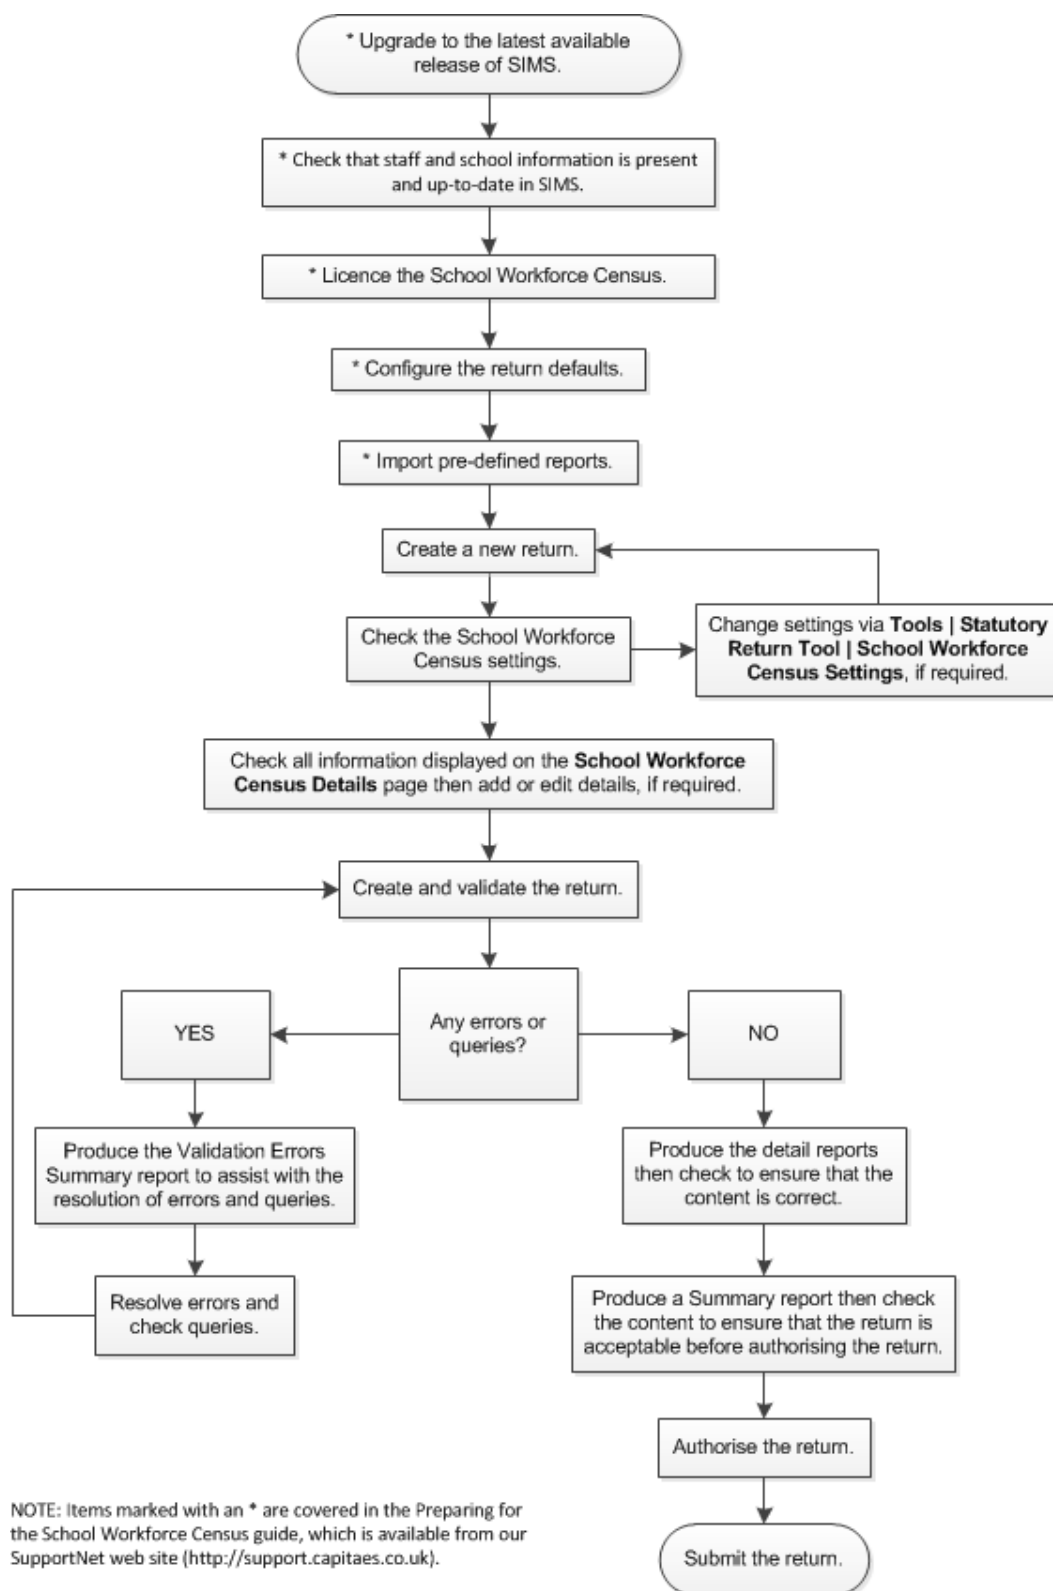 * Upgrade to the latest available
release of SIMS.
* Check that staff and school information is present
and up-to-date in SIMS.
* Licence the School Workforce Census.
* Configure the return defaults.
* Import pre-defined reports.
Create a new return.
Check the School Workforce
Census settings.
Change settings via Tools | Statutory
Return Tool | School Workforce
Census Settings, if required.
Check all information displayed on the School Workforce
Census Details page then add or edit details, if required.
Create and validate the return.
Any errors or
queries?
YES
NO
Produce the Validation Errors
Summary report to assist with the
resolution of errors and queries.
Resolve errors and
check queries.
Produce the detail reports
then check to ensure that the
content is correct.
Produce a Summary report then check
the content to ensure that the return is
acceptable before authorising the return.
Authorise the return.
Submit the return.
NOTE: Items marked with an * are covered in the Preparing for
the School Workforce Census guide, which is available from our
SupportNet web site (http://support.capitaes.co.uk).